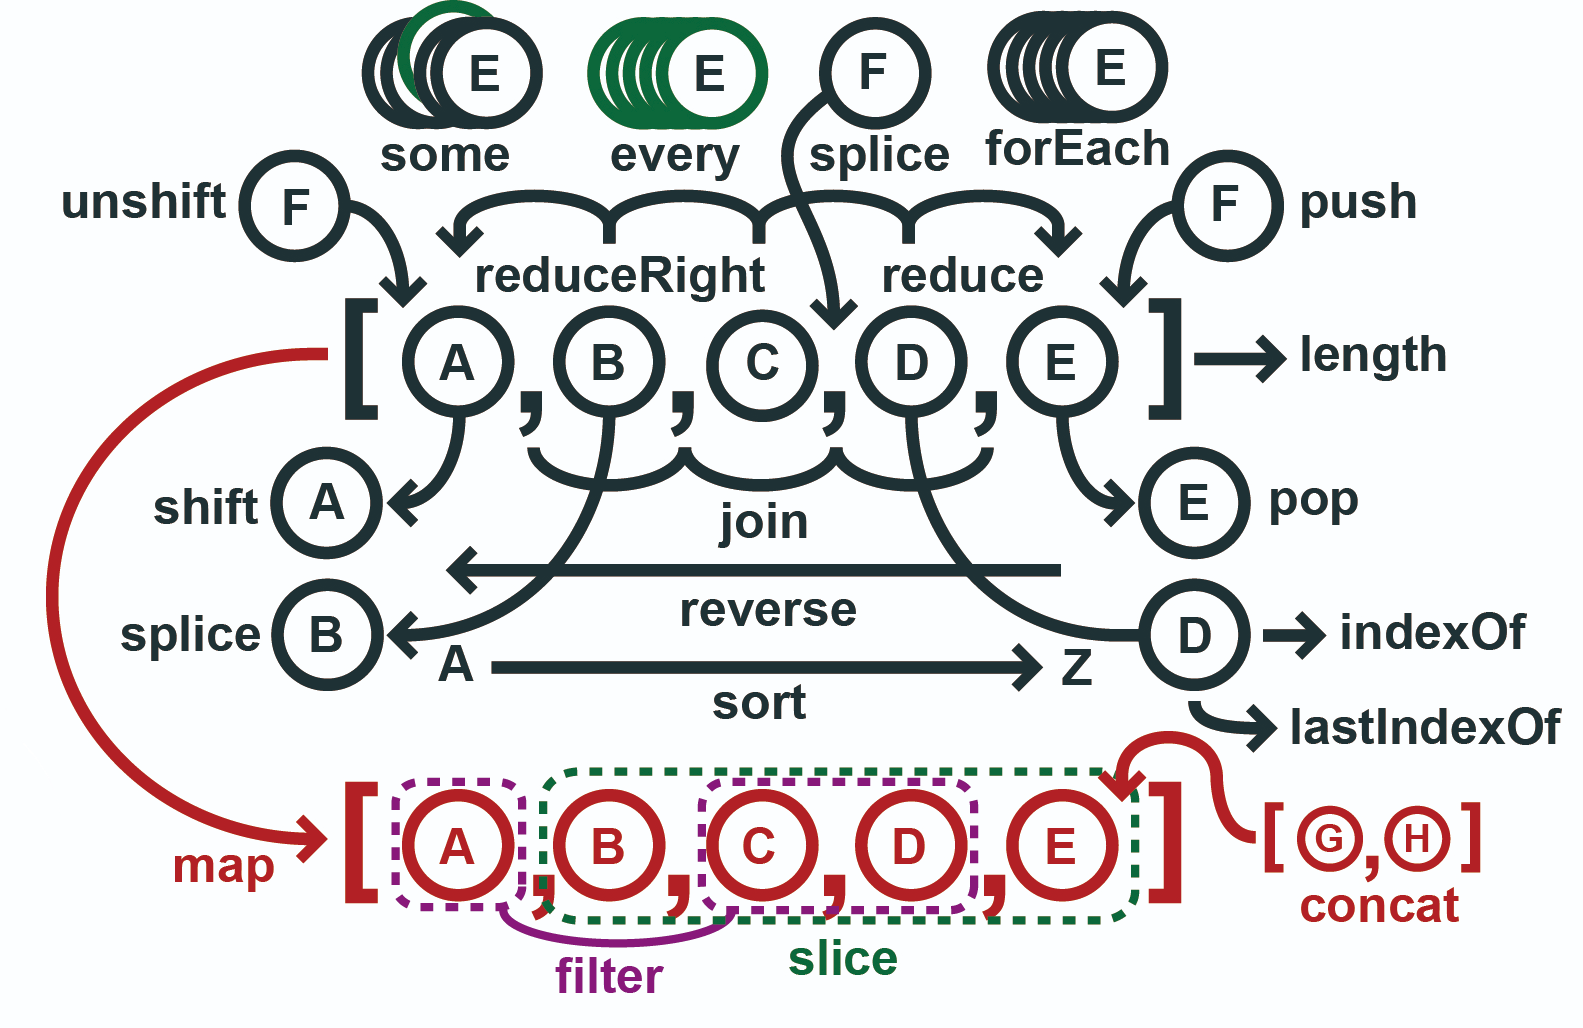 E
E
F
E
some
every
splice
forEach
unshift
F
F
push
reduceRight
reduce
[ A , B , C , D , E ]
length
shift
A
join
E
pop
reverse
splice
B
D
indexOf
A
Z
sort
lastIndexOf
map
[ A , B , C , D , E ]
[ G , H ]
concat
slice
filter